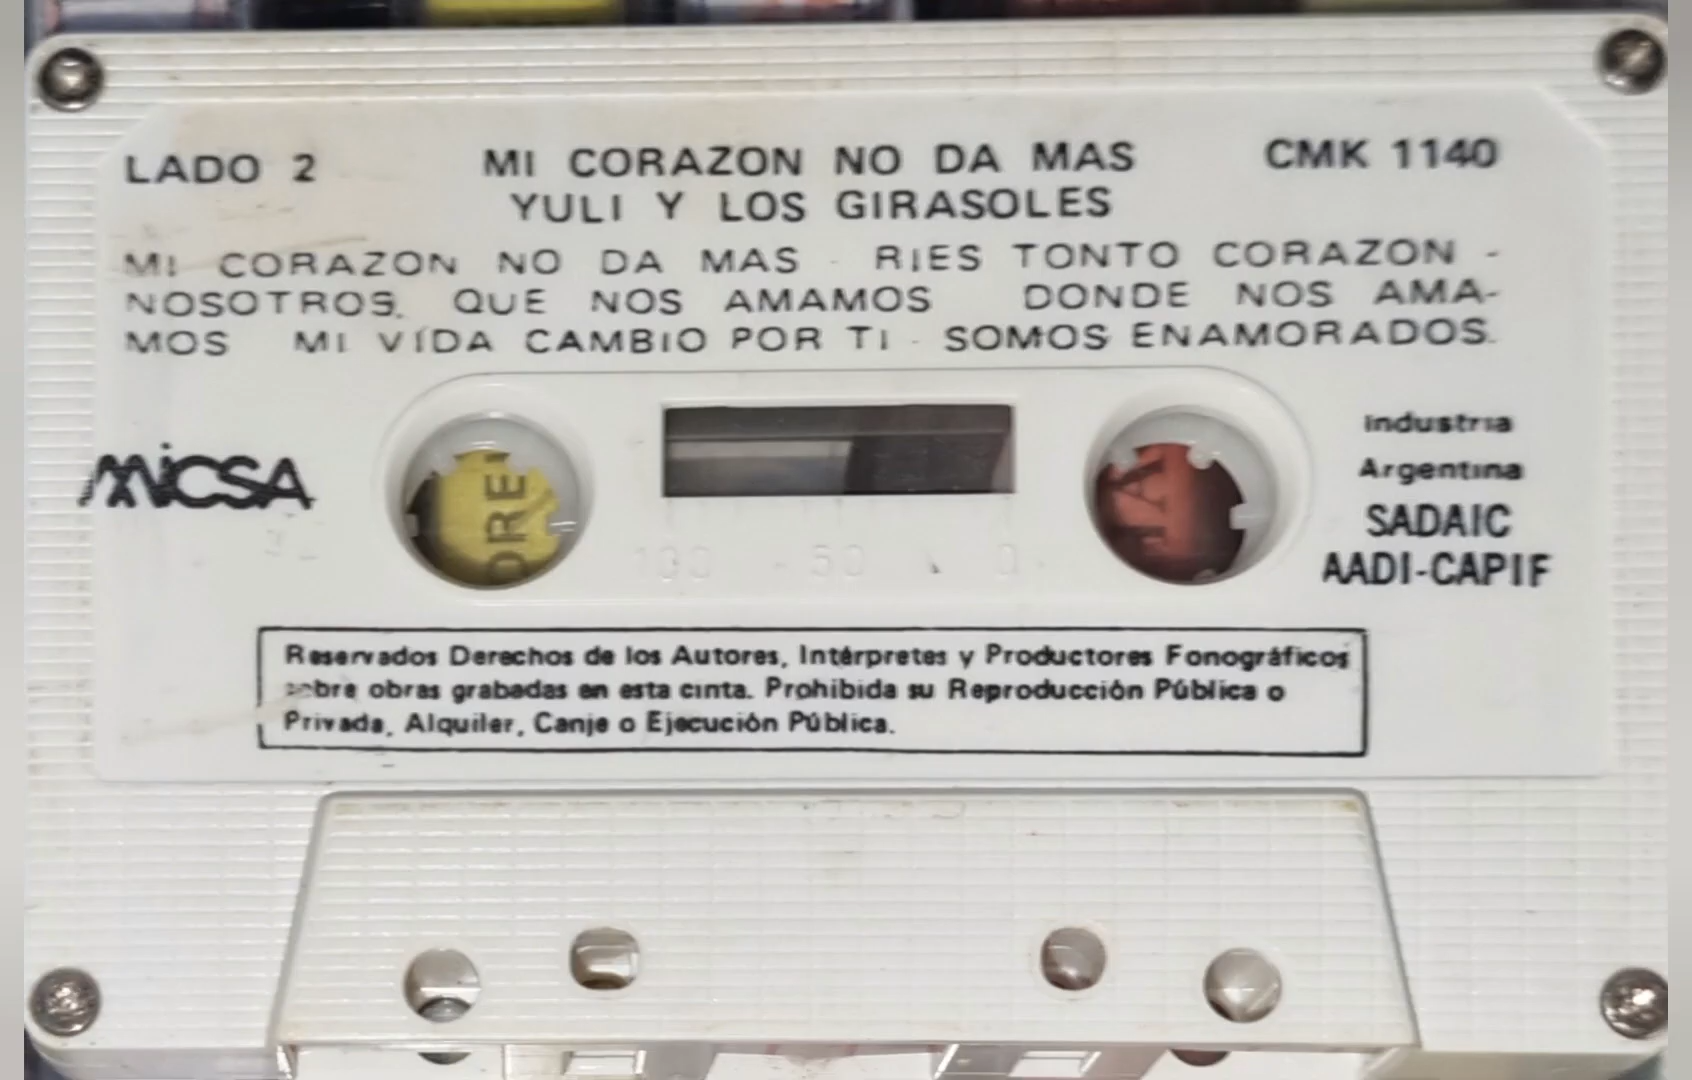 LADO 2
MI CORAZON NO DA MAS
CMK 1140
YULI Y LOS GIRASOLES
MI CORAZON NO DA MAS - RIES TONTO CORAZON -
NOSOTROS, QUE NOS AMAMOS DONDE NOS AMA-
MOS MI VIDA CAMBIO POR TI - SOMOS ENAMORADOS.
MICSA
ORE
JA
100 50 0
Industria
Argentina
SADAIC
AADI-CAPIF
Reservados Derechos de los Autores, Intérpretes y Productores Fonográficos
sobre obras grabadas en esta cinta. Prohibida su Reproducción Pública o
Privada, Alquiler, Canje o Ejecución Pública.